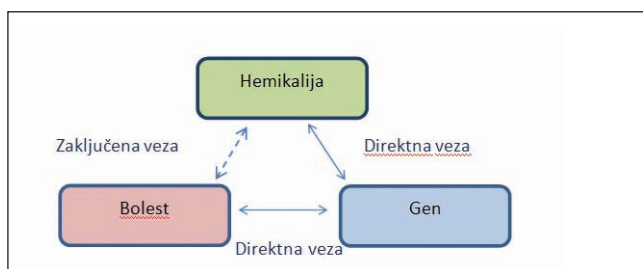 Hemikalija
Zaključena veza
Direktna veza
Bolest
Gen
Direktna veza